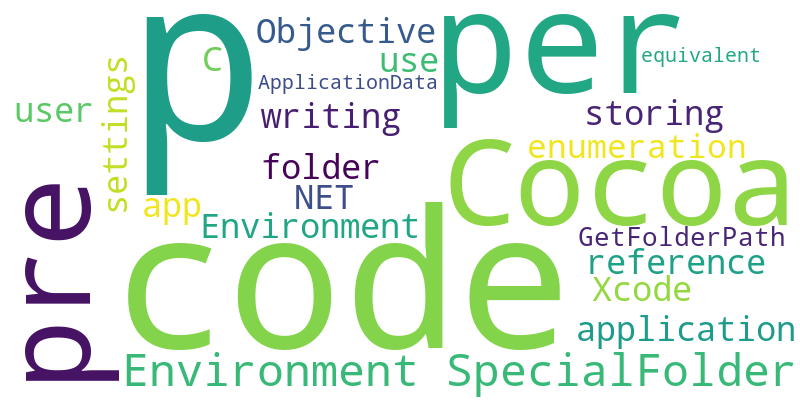 p
per
Objective
C
use
equivalent
ApplicationData
user
settings
writing
storing
enumeration
folder
Cocoa
pre
app
NET
Environment
code
GetFolderPath
reference
Xcode
application
Environment SpecialFolder